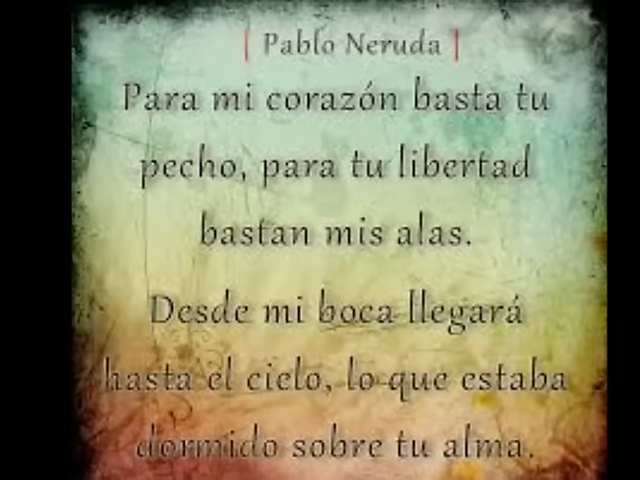 | Pablo Neruda |
Para mi corazón basta tu
pecho, para tu libertad
bastan mis alas.
Desde mi boca llegará
hasta el cielo, lo que estaba
dormido sobre tu alma.